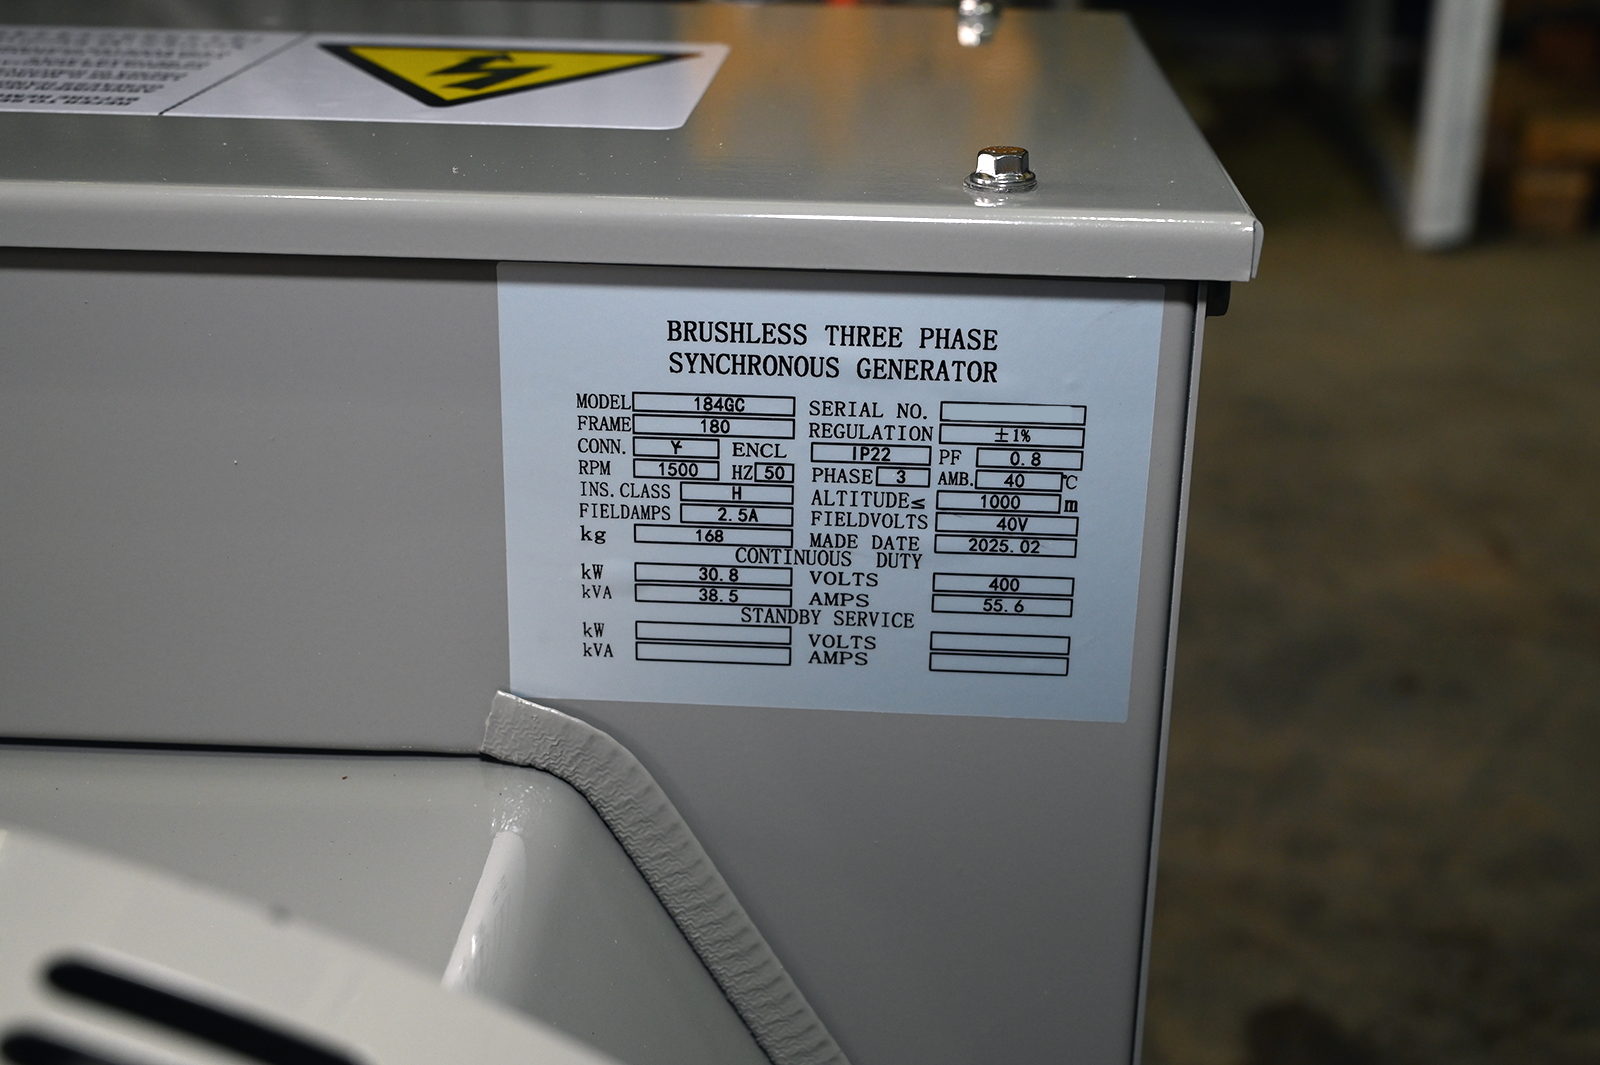 BRUSHLESS THREE PHASE
SYNCHRONOUS GENERATOR
MODEL 184GC SERIAL NO.
FRAME 180 REGULATION ±1%
CONN. Y ENCL IP22 PF 0.8
RPM 1500 HZ 50 PHASE 3 AMB. 40 ℃
INS.CLASS H ALTITUDE≤ 1000 m
FIELDAMPS 2.5A FIELDVOLTS 40V
kg 168 MADE DATE 2025.02
CONTINUOUS DUTY
kW 30.8 VOLTS 400
kVA 38.5 AMPS 55.6
STANDBY SERVICE
kW VOLTS
kVA AMPS